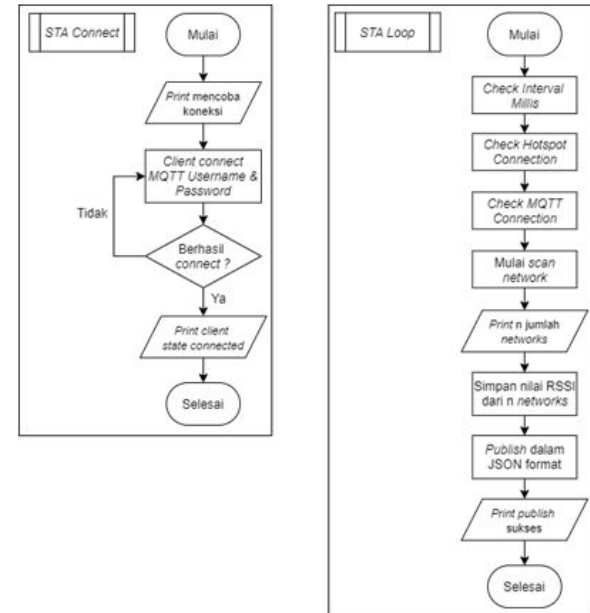 STA Connect
Mulai
Print mencoba
koneksi
Client connect
MQTT Username &
Password
Tidak
Berhasil
connect ?
Ya
Print client
state connected
Selesai
STA Loop
Mulai
Check Interval
Millis
Check Hotspot
Connection
Check MQTT
Connection
Mulai scan
network
Print n jumlah
networks
Simpan nilai RSSI
dari n networks
Publish dalam
JSON format
Print publish
sukses
Selesai